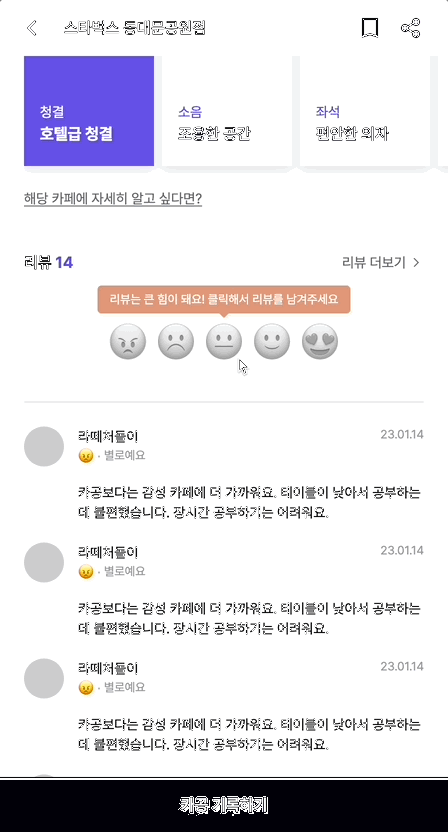 스타벅스 동대문공원점
청결
호텔급 청결
소음
조용한 공간
좌석
편안한 의자
해당 카페에 자세히 알고 싶다면?
리뷰 14
리뷰 더보기
리뷰는 큰 힘이 돼요! 클릭해서 리뷰를 남겨주세요
라떼처돌이
23.01.14
· 별로예요
카공보다는 감성 카페에 더 가까워요. 테이블이 낮아서 공부하는
데 불편했습니다. 장시간 공부하기는 어려워요.
라떼처돌이
23.01.14
· 별로예요
카공보다는 감성 카페에 더 가까워요. 테이블이 낮아서 공부하는
데 불편했습니다. 장시간 공부하기는 어려워요.
라떼처돌이
23.01.14
· 별로예요
카공보다는 감성 카페에 더 가까워요. 테이블이 낮아서 공부하는
데 불편했습니다. 장시간 공부하기는 어려워요.
카공 기록하기